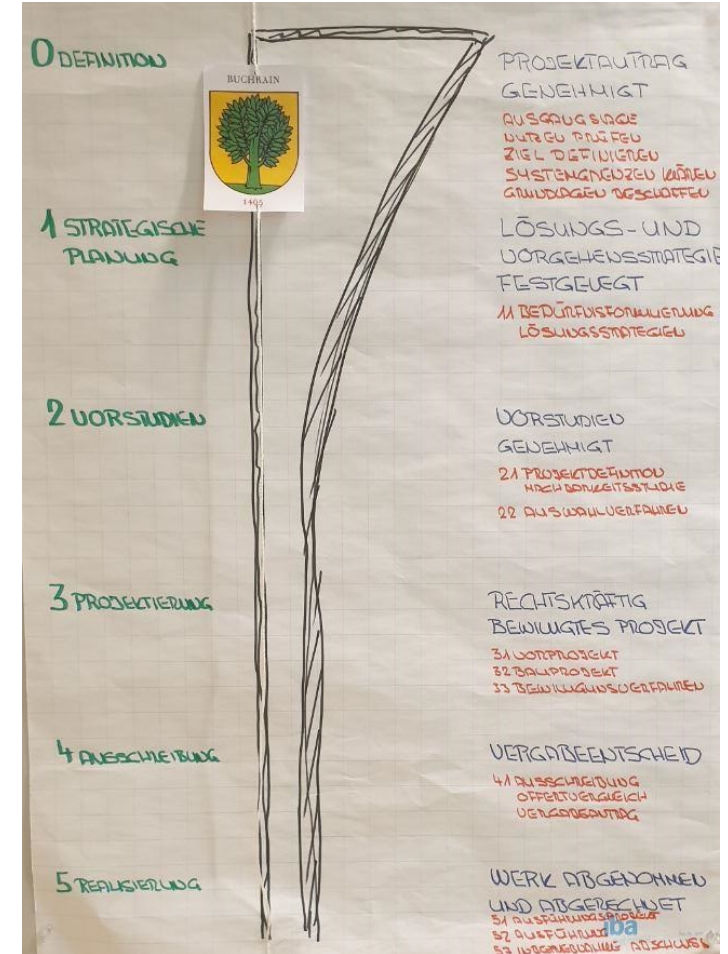 0 DEFINITION
BUCHRAIN
1495
PROJEKTAUFTRAG
GENEHMIGT
AUSGANGSLAGE
NUTZEN PRÜFEN
ZIEL DEFINIEREN
SYSTEMGRENZEN KLÄREN
GRUNDLAGEN BESCHAFFEN
1 STRATEGISCHE
PLANUNG
LÖSUNGS- UND
VORGEHENSSTRATEGIE
FESTGELEGT
11 BEDÜRFNISFORMULIERUNG
LÖSUNGSSTRATEGIEN
2 VORSTUDIEN
VORSTUDIEN
GENEHMIGT
21 PROJEKTDEFINITION
MACHBARKEITSSTUDIE
22 AUSWAHLVERFAHREN
3 PROJEKTIERUNG
RECHTSKRÄFTIG
BEWILLIGTES PROJEKT
31 VORPROJEKT
32 BAUPROJEKT
33 BEWILLIGUNGSVERFAHREN
4 AUSSCHREIBUNG
VERGABEENTSCHEID
41 AUSSCHREIBUNG
OFFERTVERGLEICH
VERGABEANTRAG
5 REALISIERUNG
WERK ABGENOMMEN
UND ABGERECHNET
51 AUSFÜHRUNGSPROJEKT
iba
52 AUSFÜHRUNG
53 INBETRIEBNAHME ABSCHLUSS